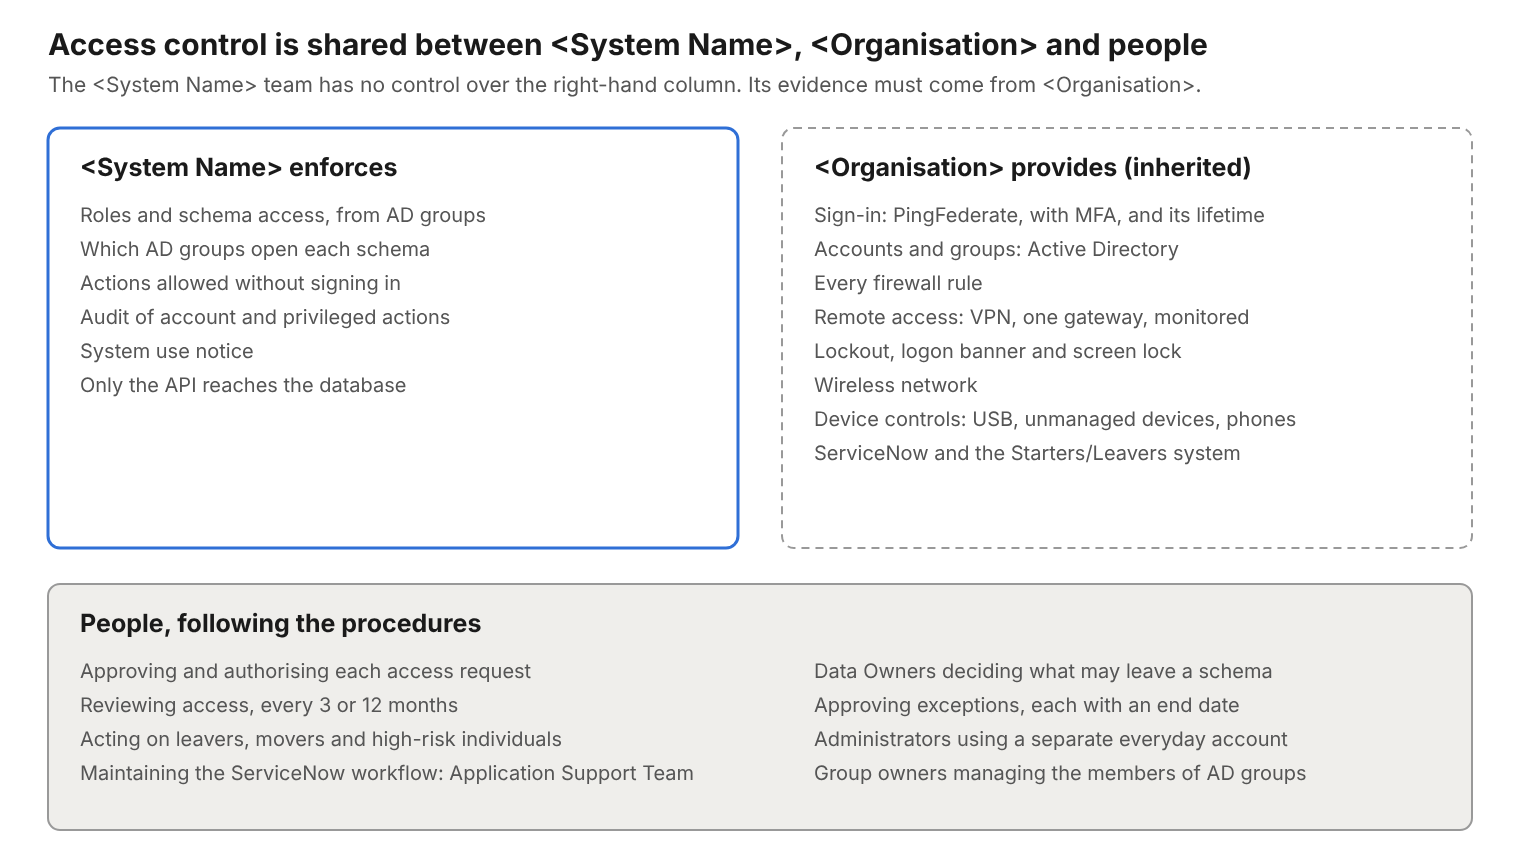 Access control is shared between <System Name>, <Organisation> and people
The <System Name> team has no control over the right-hand column. Its evidence must come from <Organisation>.
<System Name> enforces
Roles and schema access, from AD groups
Which AD groups open each schema
Actions allowed without signing in
Audit of account and privileged actions
System use notice
Only the API reaches the database
<Organisation> provides (inherited)
Sign-in: PingFederate, with MFA, and its lifetime
Accounts and groups: Active Directory
Every firewall rule
Remote access: VPN, one gateway, monitored
Lockout, logon banner and screen lock
Wireless network
Device controls: USB, unmanaged devices, phones
ServiceNow and the Starters/Leavers system
People, following the procedures
Approving and authorising each access request
Reviewing access, every 3 or 12 months
Acting on leavers, movers and high-risk individuals
Maintaining the ServiceNow workflow: Application Support Team
Data Owners deciding what may leave a schema
Approving exceptions, each with an end date
Administrators using a separate everyday account
Group owners managing the members of AD groups